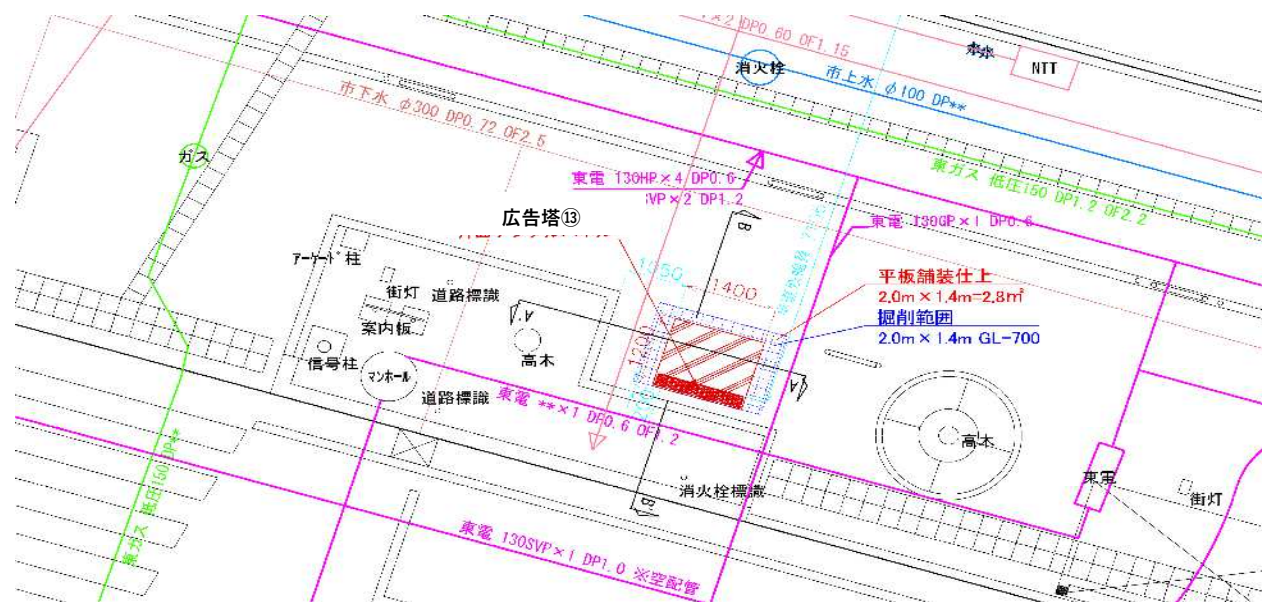 ×2 DP0.60 OF1.15
消火栓
市上水 φ100 DP**
NTT
市下水 φ300 DP0.72 OF2.5
ガス
東電 130HP×4 DP0.6
SVP×2 DP1.2
東ガス 低圧150 DP1.2 OF2.2
広告塔⑬
東電 130GP×1 DP0.6
アーケード柱
街灯
道路標識
案内板
1050
1400
平板舗装仕上
2.0m×1.4m=2.8㎡
掘削範囲
2.0m×1.4m GL-700
A
B
1200
信号柱
マンホール
高木
A
道路標識
東電 **×1 DP0.6 OF1.2
高木
東電
街灯
消火栓標識
B
東ガス 低圧150 DP**
東電 130SVP×1 DP1.0 ※空配管